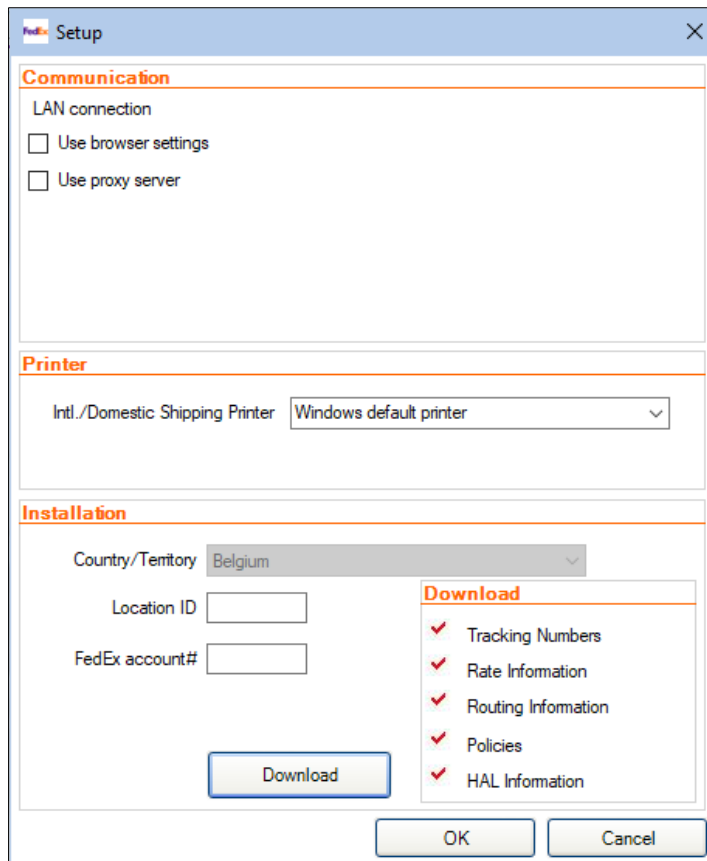 FedEx Setup
Communication
LAN connection
Use browser settings
Use proxy server
Printer
Intl./Domestic Shipping Printer Windows default printer
Installation
Country/Territory Belgium
Location ID
FedEx account#
Download
Download
Tracking Numbers
Rate Information
Routing Information
Policies
HAL Information
OK Cancel